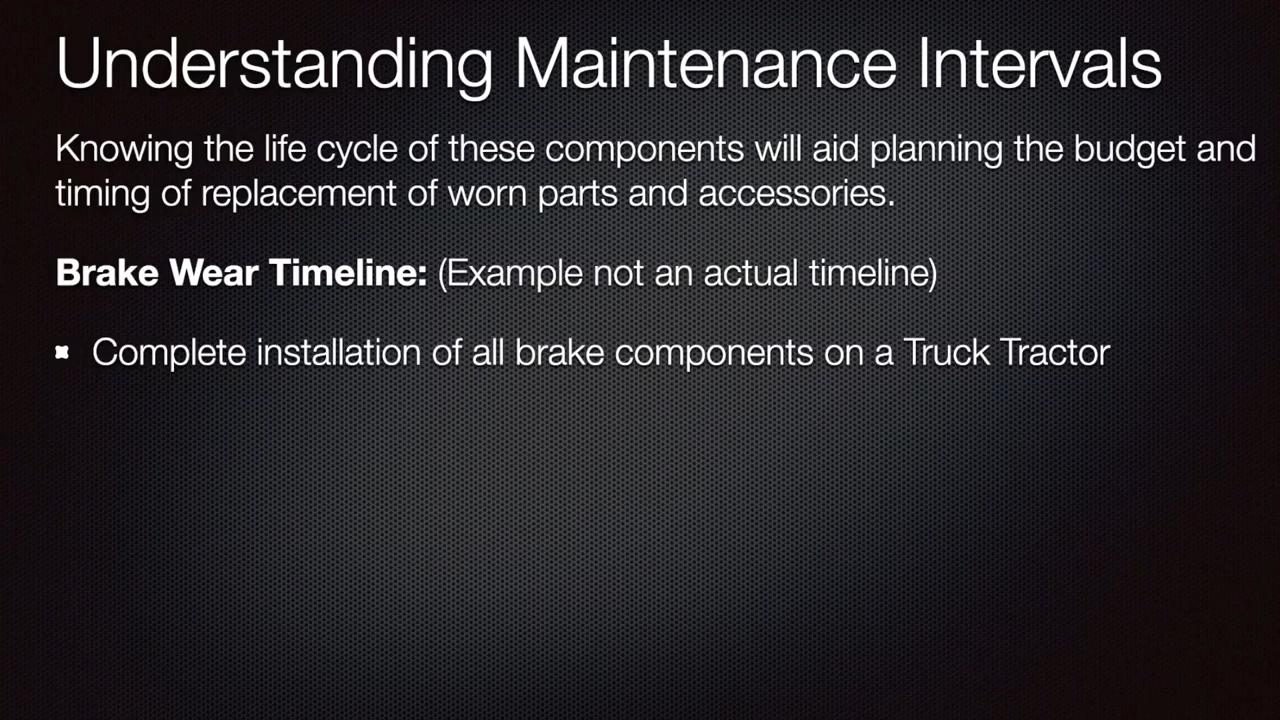 Understanding Maintenance Intervals
Knowing the life cycle of these components will aid planning the budget and
timing of replacement of worn parts and accessories.
Brake Wear Timeline: (Example not an actual timeline)
Complete installation of all brake components on a Truck Tractor